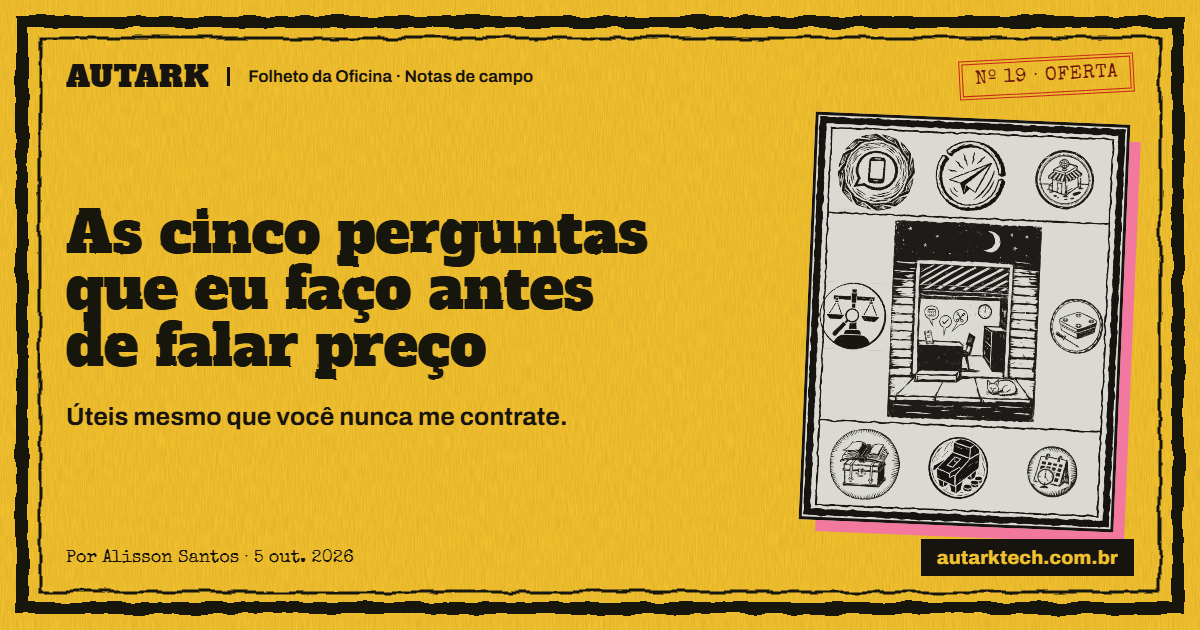 AUTARK
Folheto da Oficina · Notas de campo
Nº 19 · OFERTA
As cinco perguntas
que eu faço antes
de falar preço
Úteis mesmo que você nunca me contrate.
Por Alisson Santos · 5 out. 2026
autarktech.com.br